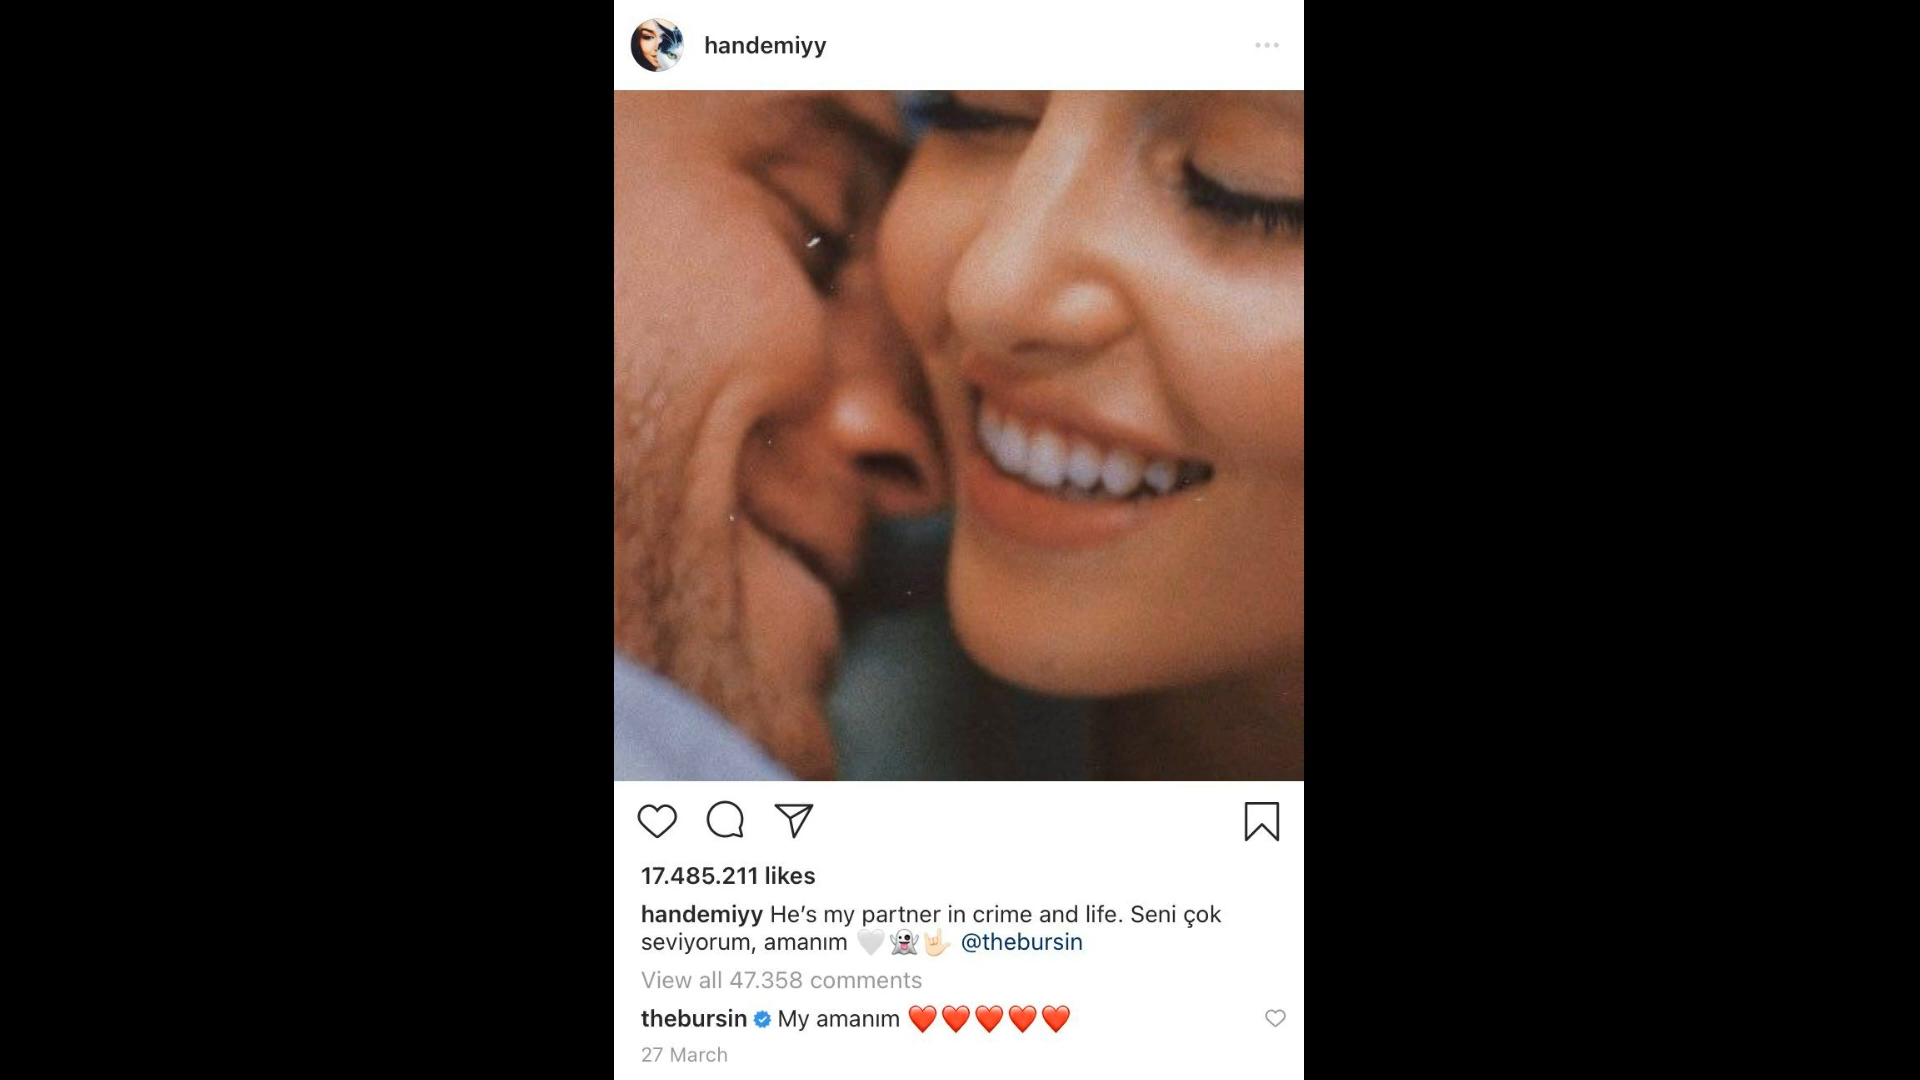 handemiyy
17.485.211 likes
handemiyy He’s my partner in crime and life. Seni çok
seviyorum, amanım 🤍👻🤟🏻 @thebursin
View all 47.358 comments
thebursin My amanım ❤️❤️❤️❤️❤️
27 March